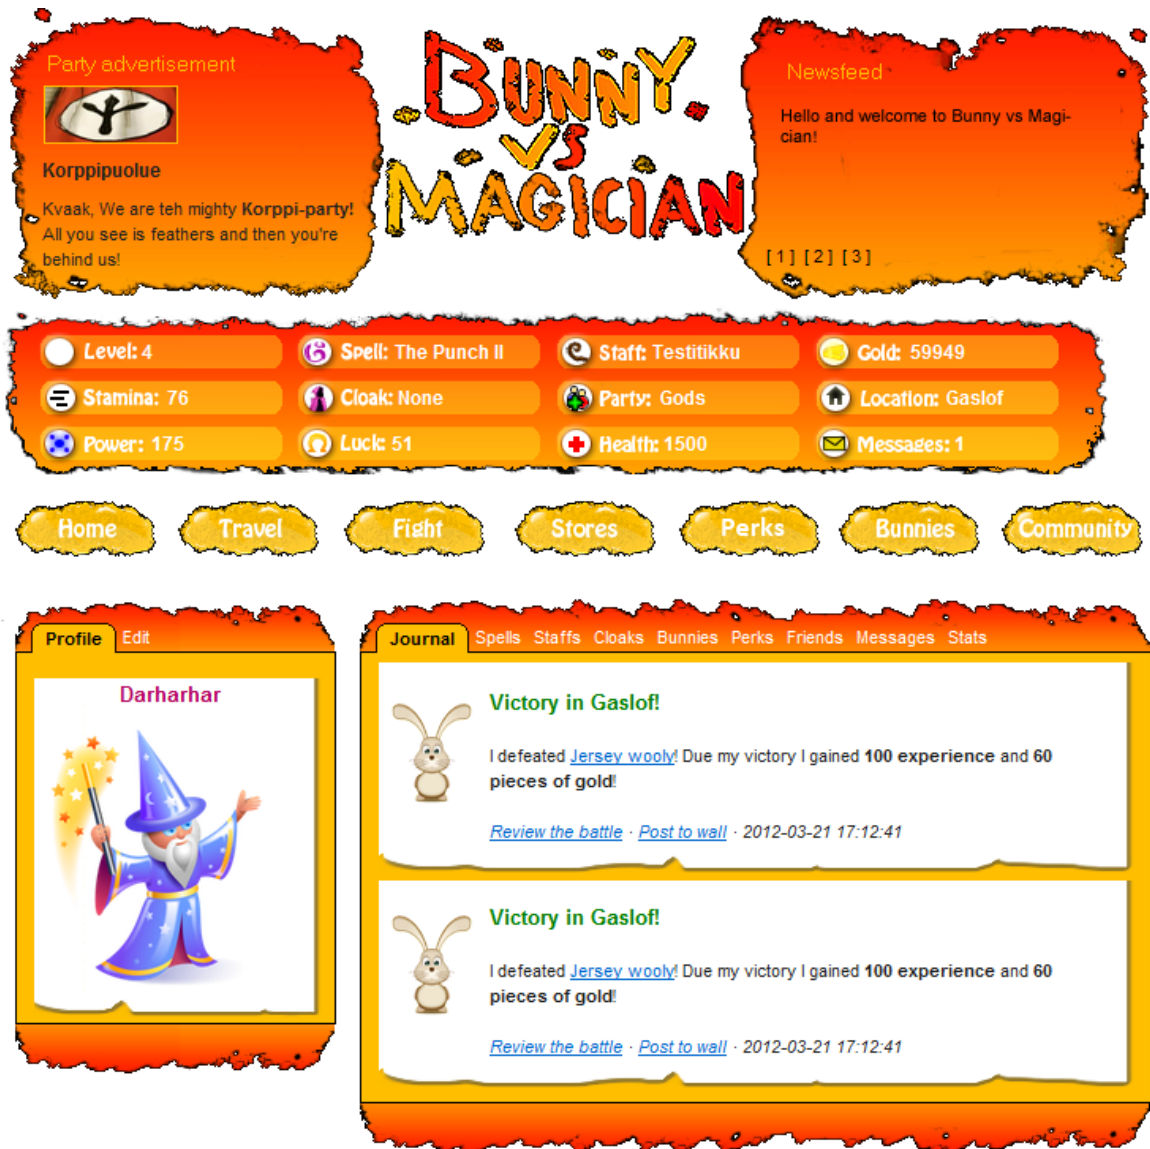 Party advertisement
Korppipuolue
Kvaak, We are teh mighty Korppi-party!
All you see is feathers and then you're
behind us!
BUNNY
VS
MAGICIAN
Newsfeed
Hello and welcome to Bunny vs Magi-
cian!
[ 1 ] [ 2 ] [ 3 ]
Level: 4
Spell: The Punch II
Staff: Testitikku
Gold: 59949
Stamina: 76
Cloak: None
Party: Gods
Location: Gaslof
Power: 175
Luck: 51
Health: 1500
Messages: 1
Home
Travel
Fight
Stores
Perks
Bunnies
Community
Profile Edit
Darharhar
Journal Spells Staffs Cloaks Bunnies Perks Friends Messages Stats
Victory in Gaslof!
I defeated Jersey wooly! Due my victory I gained 100 experience and 60
pieces of gold!
Review the battle · Post to wall · 2012-03-21 17:12:41
Victory in Gaslof!
I defeated Jersey wooly! Due my victory I gained 100 experience and 60
pieces of gold!
Review the battle · Post to wall · 2012-03-21 17:12:41